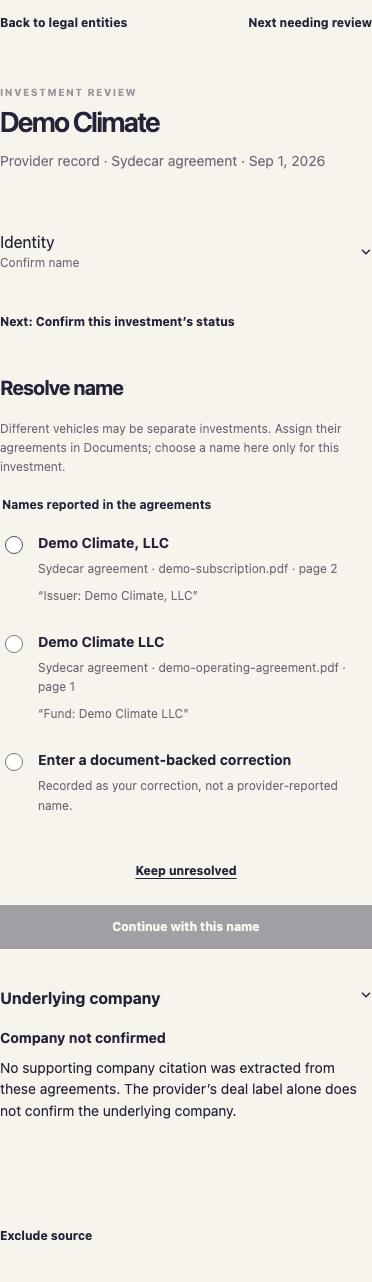 Back to legal entities
Next needing review
INVESTMENT REVIEW
Demo Climate
Provider record · Sydecar agreement · Sep 1, 2026
Identity
Confirm name
Next: Confirm this investment’s status
Resolve name
Different vehicles may be separate investments. Assign their
agreements in Documents; choose a name here only for this
investment.
Names reported in the agreements
Demo Climate, LLC
Sydecar agreement · demo-subscription.pdf · page 2
“Issuer: Demo Climate, LLC”
Demo Climate LLC
Sydecar agreement · demo-operating-agreement.pdf ·
page 1
“Fund: Demo Climate LLC”
Enter a document-backed correction
Recorded as your correction, not a provider-reported
name.
Keep unresolved
Continue with this name
Underlying company
Company not confirmed
No supporting company citation was extracted from
these agreements. The provider’s deal label alone does
not confirm the underlying company.
Exclude source